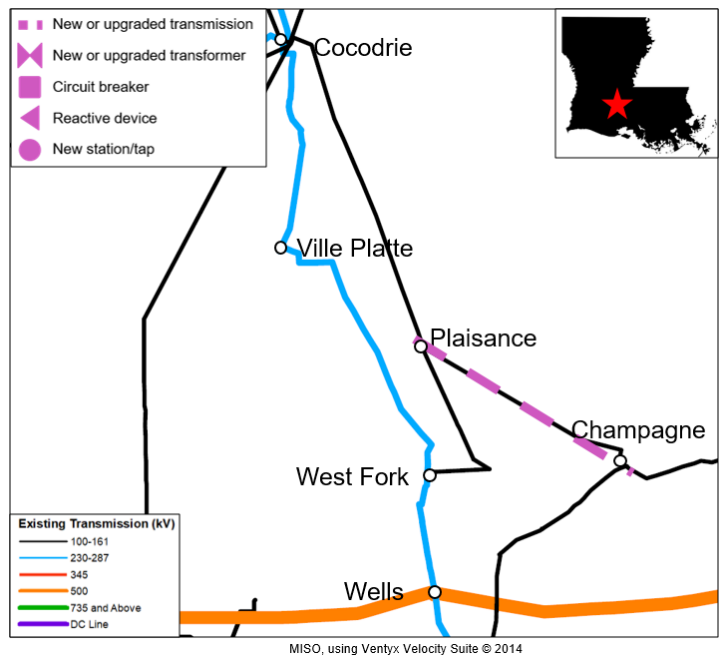 New or upgraded transmission
New or upgraded transformer
Circuit breaker
Reactive device
New station/tap
Cocodrie
Ville Platte
Plaisance
Champagne
West Fork
Wells
Existing Transmission (kV)
100-161
230-287
345
500
735 and Above
DC Line
MISO, using Ventyx Velocity Suite © 2014